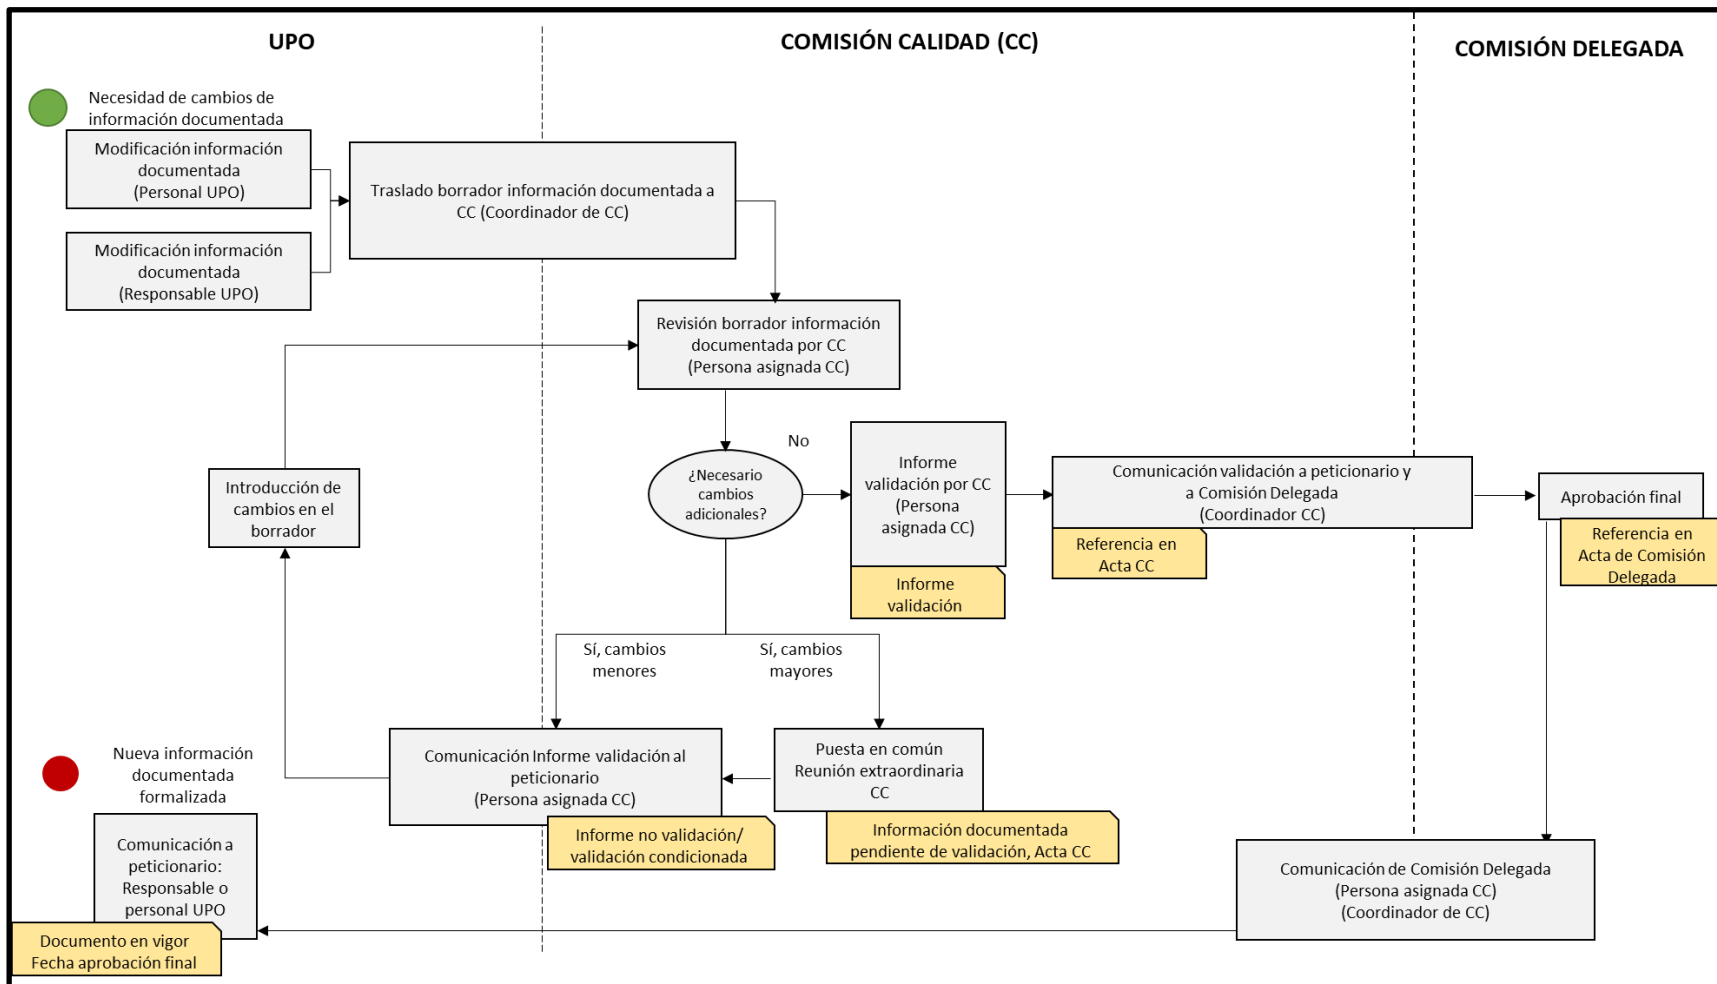 UPO
COMISIÓN CALIDAD (CC)
COMISIÓN DELEGADA
Necesidad de cambios de
información documentada
Modificación información
documentada
(Personal UPO)
Traslado borrador información documentada a
CC (Coordinador de CC)
Modificación información
documentada
(Responsable UPO)
Revisión borrador información
documentada por CC
(Persona asignada CC)
¿Necesario
cambios
adicionales?
No
Informe
validación por CC
(Persona
asignada CC)
Informe
validación
Comunicación validación a peticionario y
a Comisión Delegada
(Coordinador CC)
Referencia en
Acta CC
Aprobación final
Referencia en
Acta de Comisión
Delegada
Introducción de
cambios en el
borrador
Sí, cambios
menores
Sí, cambios
mayores
Comunicación Informe validación al
peticionario
(Persona asignada CC)
Informe no validación/
validación condicionada
Puesta en común
Reunión extraordinaria
CC
Información documentada
pendiente de validación, Acta CC
Nueva información
documentada
formalizada
Comunicación a
peticionario:
Responsable o
personal UPO
Documento en vigor
Fecha aprobación final
Comunicación de Comisión Delegada
(Persona asignada CC)
(Coordinador de CC)